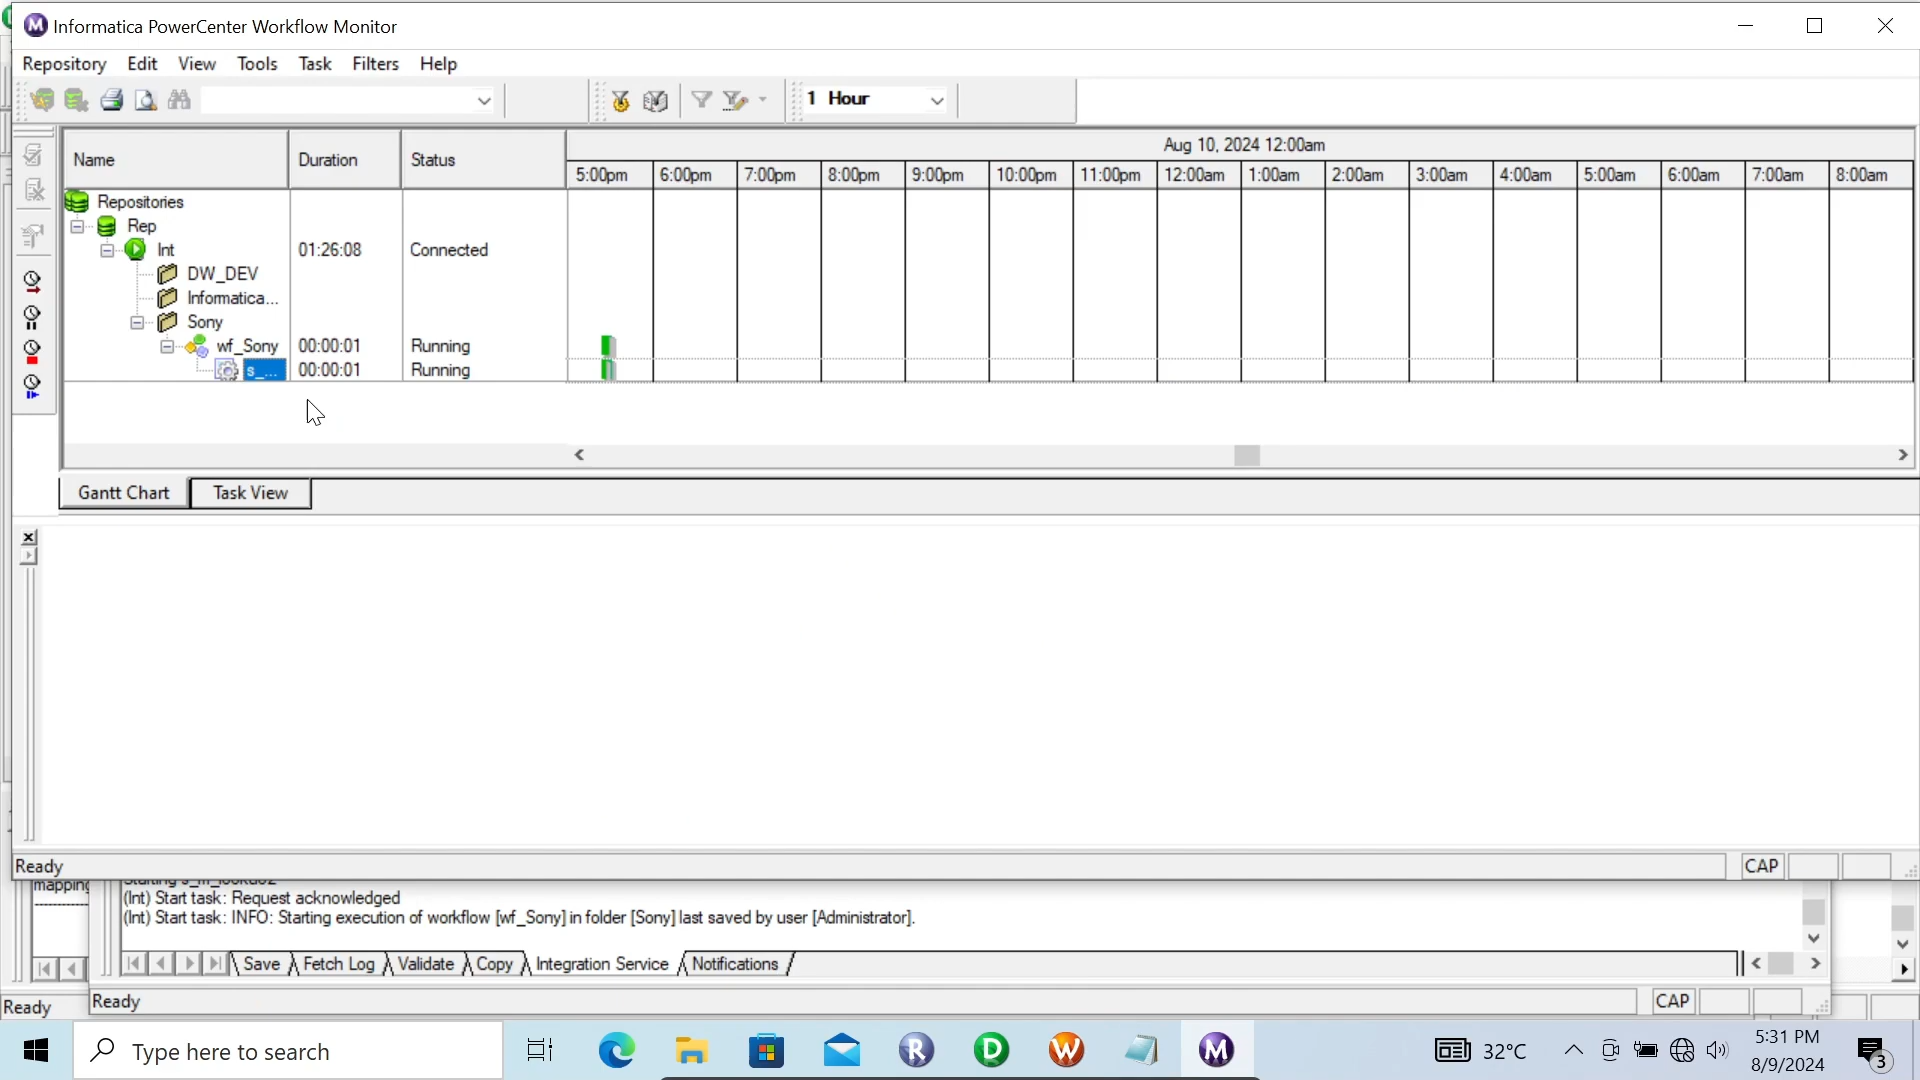 Informatica PowerCenter Workflow Monitor
Repository Edit View Tools Task Filters Help
1 Hour
Name Duration Status
Aug 10, 2024 12:00am
5:00pm 6:00pm 7:00pm 8:00pm 9:00pm 10:00pm 11:00pm 12:00am 1:00am 2:00am 3:00am 4:00am 5:00am 6:00am 7:00am 8:00am
Repositories
Rep
Int 01:26:08 Connected
DW_DEV
Informatica...
Sony
wf_Sony 00:00:01 Running
s_... 00:00:01 Running
Gantt Chart Task View
Ready CAP
mapping
(Int) Start task: Request acknowledged
(Int) Start task: INFO: Starting execution of workflow [wf_Sony] in folder [Sony] last saved by user [Administrator].
Save Fetch Log Validate Copy Integration Service Notifications
Ready
Ready CAP
Type here to search
R D W M
32°C
5:31 PM
8/9/2024
3